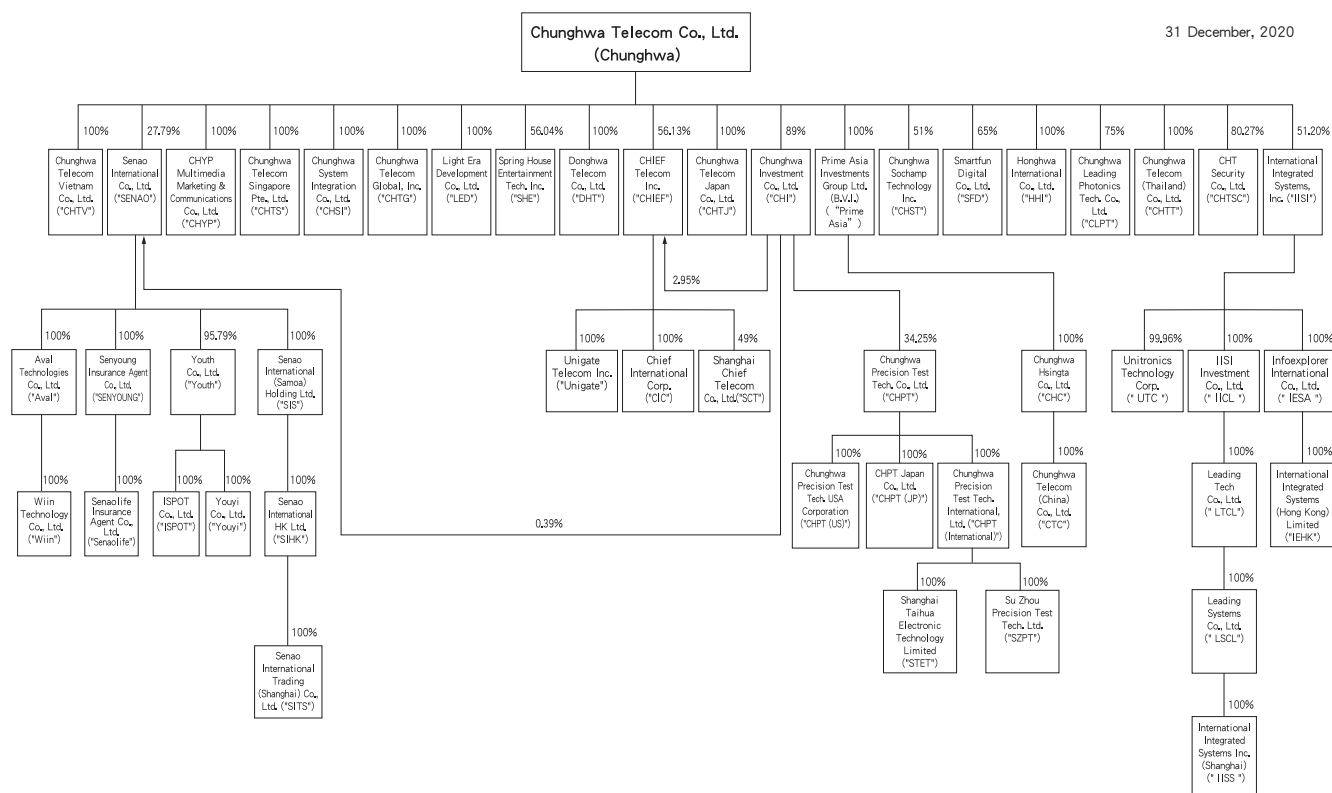 Chunghwa Telecom Co., Ltd.
(Chunghwa)
31 December, 2020
100%
27.79%
100%
100%
100%
100%
100%
56.04%
100%
56.13%
100%
89%
100%
51%
65%
100%
75%
100%
80.27%
51.20%
Chunghwa
Telecom
Vietnam
Co., Ltd.
("CHTV")
Senao
International
Co., Ltd.
("SENAO")
CHYP
Multimedia
Marketing &
Communications
Co., Ltd.
("CHYP")
Chunghwa
Telecom
Singapore
Pte., Ltd.
("CHTS")
Chunghwa
System
Integration
Co., Ltd.
("CHSI")
Chunghwa
Telecom
Global, Inc.
("CHTG")
Light Era
Development
Co., Ltd.
("LED")
Spring House
Entertainment
Tech. Inc.
("SHE")
Donghwa
Telecom
Co., Ltd.
("DHT")
CHIEF
Telecom
Inc.
("CHIEF")
Chunghwa
Telecom
Japan
Co., Ltd.
("CHTJ")
Chunghwa
Investment
Co., Ltd.
("CHI")
Prime Asia
Investments
Group Ltd.
(B.V.I.)
( “Prime
Asia” )
Chunghwa
Sochamp
Technology
Inc.
("CHST")
Smartfun
Digital
Co., Ltd.
("SFD")
Honghwa
International
Co., Ltd.
("HHI")
Chunghwa
Leading
Photonics
Tech. Co.,
Ltd.
("CLPT")
Chunghwa
Telecom
(Thailand)
Co., Ltd.
("CHTT")
CHT
Security
Co., Ltd.
("CHTSC")
International
Integrated
Systems,
Inc. ("IISI")
2.95%
100%
100%
95.79%
100%
100%
100%
49%
34.25%
100%
99.96%
100%
100%
Aval
Technologies
Co., Ltd.
("Aval")
Senyoung
Insurance Agent
Co., Ltd.
("SENYOUNG")
Youth
Co., Ltd.
("Youth")
Senao
International
(Samoa)
Holding Ltd.
("SIS")
Unigate
Telecom Inc.
("Unigate")
Chief
International
Corp.
("CIC")
Shanghai
Chief
Telecom
Co., Ltd.("SCT")
Chunghwa
Precision Test
Tech. Co., Ltd.
("CHPT")
Chunghwa
Hsingta
Co., Ltd.
("CHC")
Unitronics
Technology
Corp.
(" UTC ")
IISI
Investment
Co., Ltd.
(" IICL ")
Infoexplorer
International
Co., Ltd.
(" IESA ")
100%
100%
100%
100%
100%
100%
100%
100%
100%
100%
100%
Wiin
Technology
Co., Ltd.
("Wiin")
Senaolife
Insurance
Agent Co.,
Ltd.
("Senaolife")
ISPOT
Co., Ltd.
("ISPOT")
Youyi
Co., Ltd.
("Youyi")
Senao
International
HK Ltd.
("SIHK")
0.39%
Chunghwa
Precision Test
Tech. USA
Corporation
("CHPT (US)")
CHPT Japan
Co., Ltd.
("CHPT (JP)")
Chunghwa
Precision
Test Tech.
International,
Ltd. ("CHPT
(International)")
Chunghwa
Telecom
(China)
Co., Ltd.
("CTC")
Leading
Tech
Co., Ltd.
(" LTCL")
International
Integrated
Systems
(Hong Kong)
Limited
("IEHK")
100%
100%
100%
Shanghai
Taihua
Electronic
Technology
Limited
("STET")
Su Zhou
Precision Test
Tech. Ltd.
("SZPT")
Leading
Systems
Co., Ltd.
(" LSCL")
100%
Senao
International
Trading
(Shanghai) Co.,
Ltd. ("SITS")
100%
International
Integrated
Systems Inc.
(Shanghai)
(" IISS ")